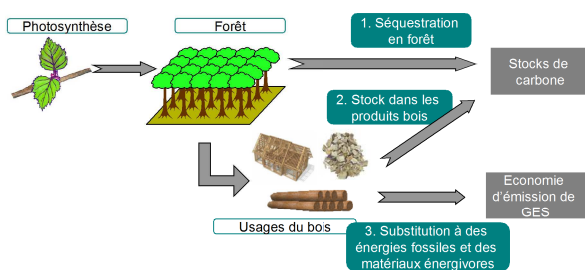 Photosynthèse
Forêt
1. Séquestration
en forêt
Stocks de
carbone
2. Stock dans les
produits bois
Economie
d'émission de
GES
Usages du bois
3. Substitution à des
énergies fossiles et des
matériaux énergivores